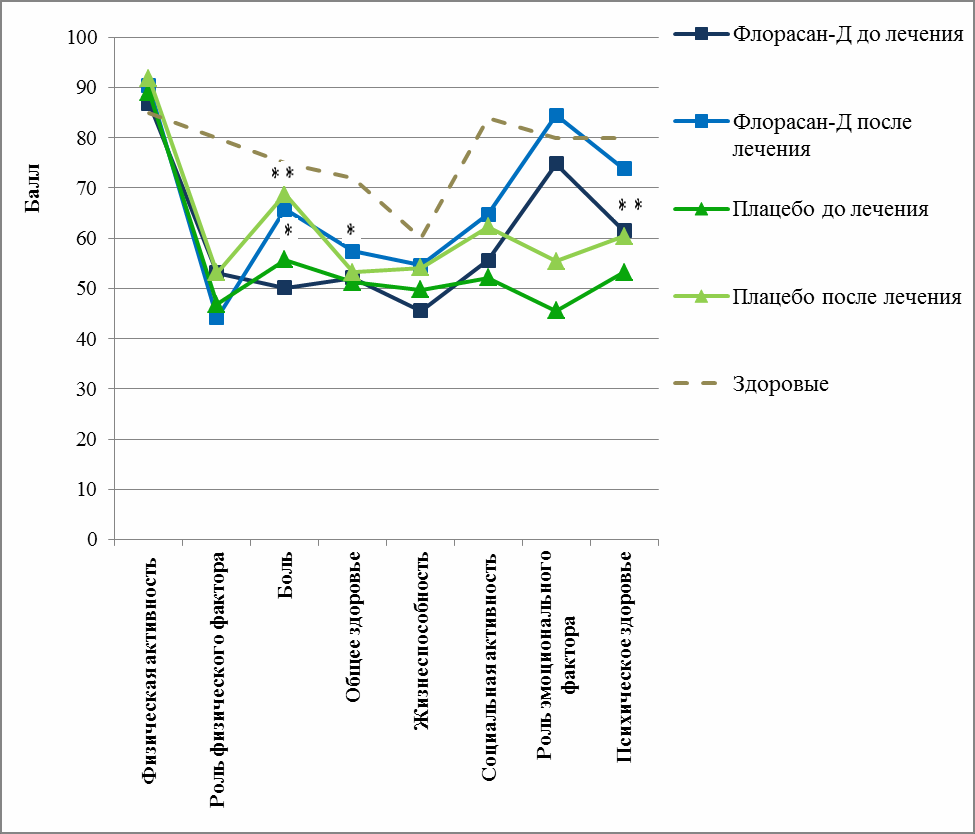 Балл
100
90
80
70
60
50
40
30
20
10
0
**
*
*
**
Физическая активность
Роль физического фактора
Боль
Общее здоровье
Жизнеспособность
Социальная активность
Роль эмоционального
фактора
Психическое здоровье
Флорасан-Д до лечения
Флорасан-Д после
лечения
Плацебо до лечения
Плацебо после лечения
Здоровые